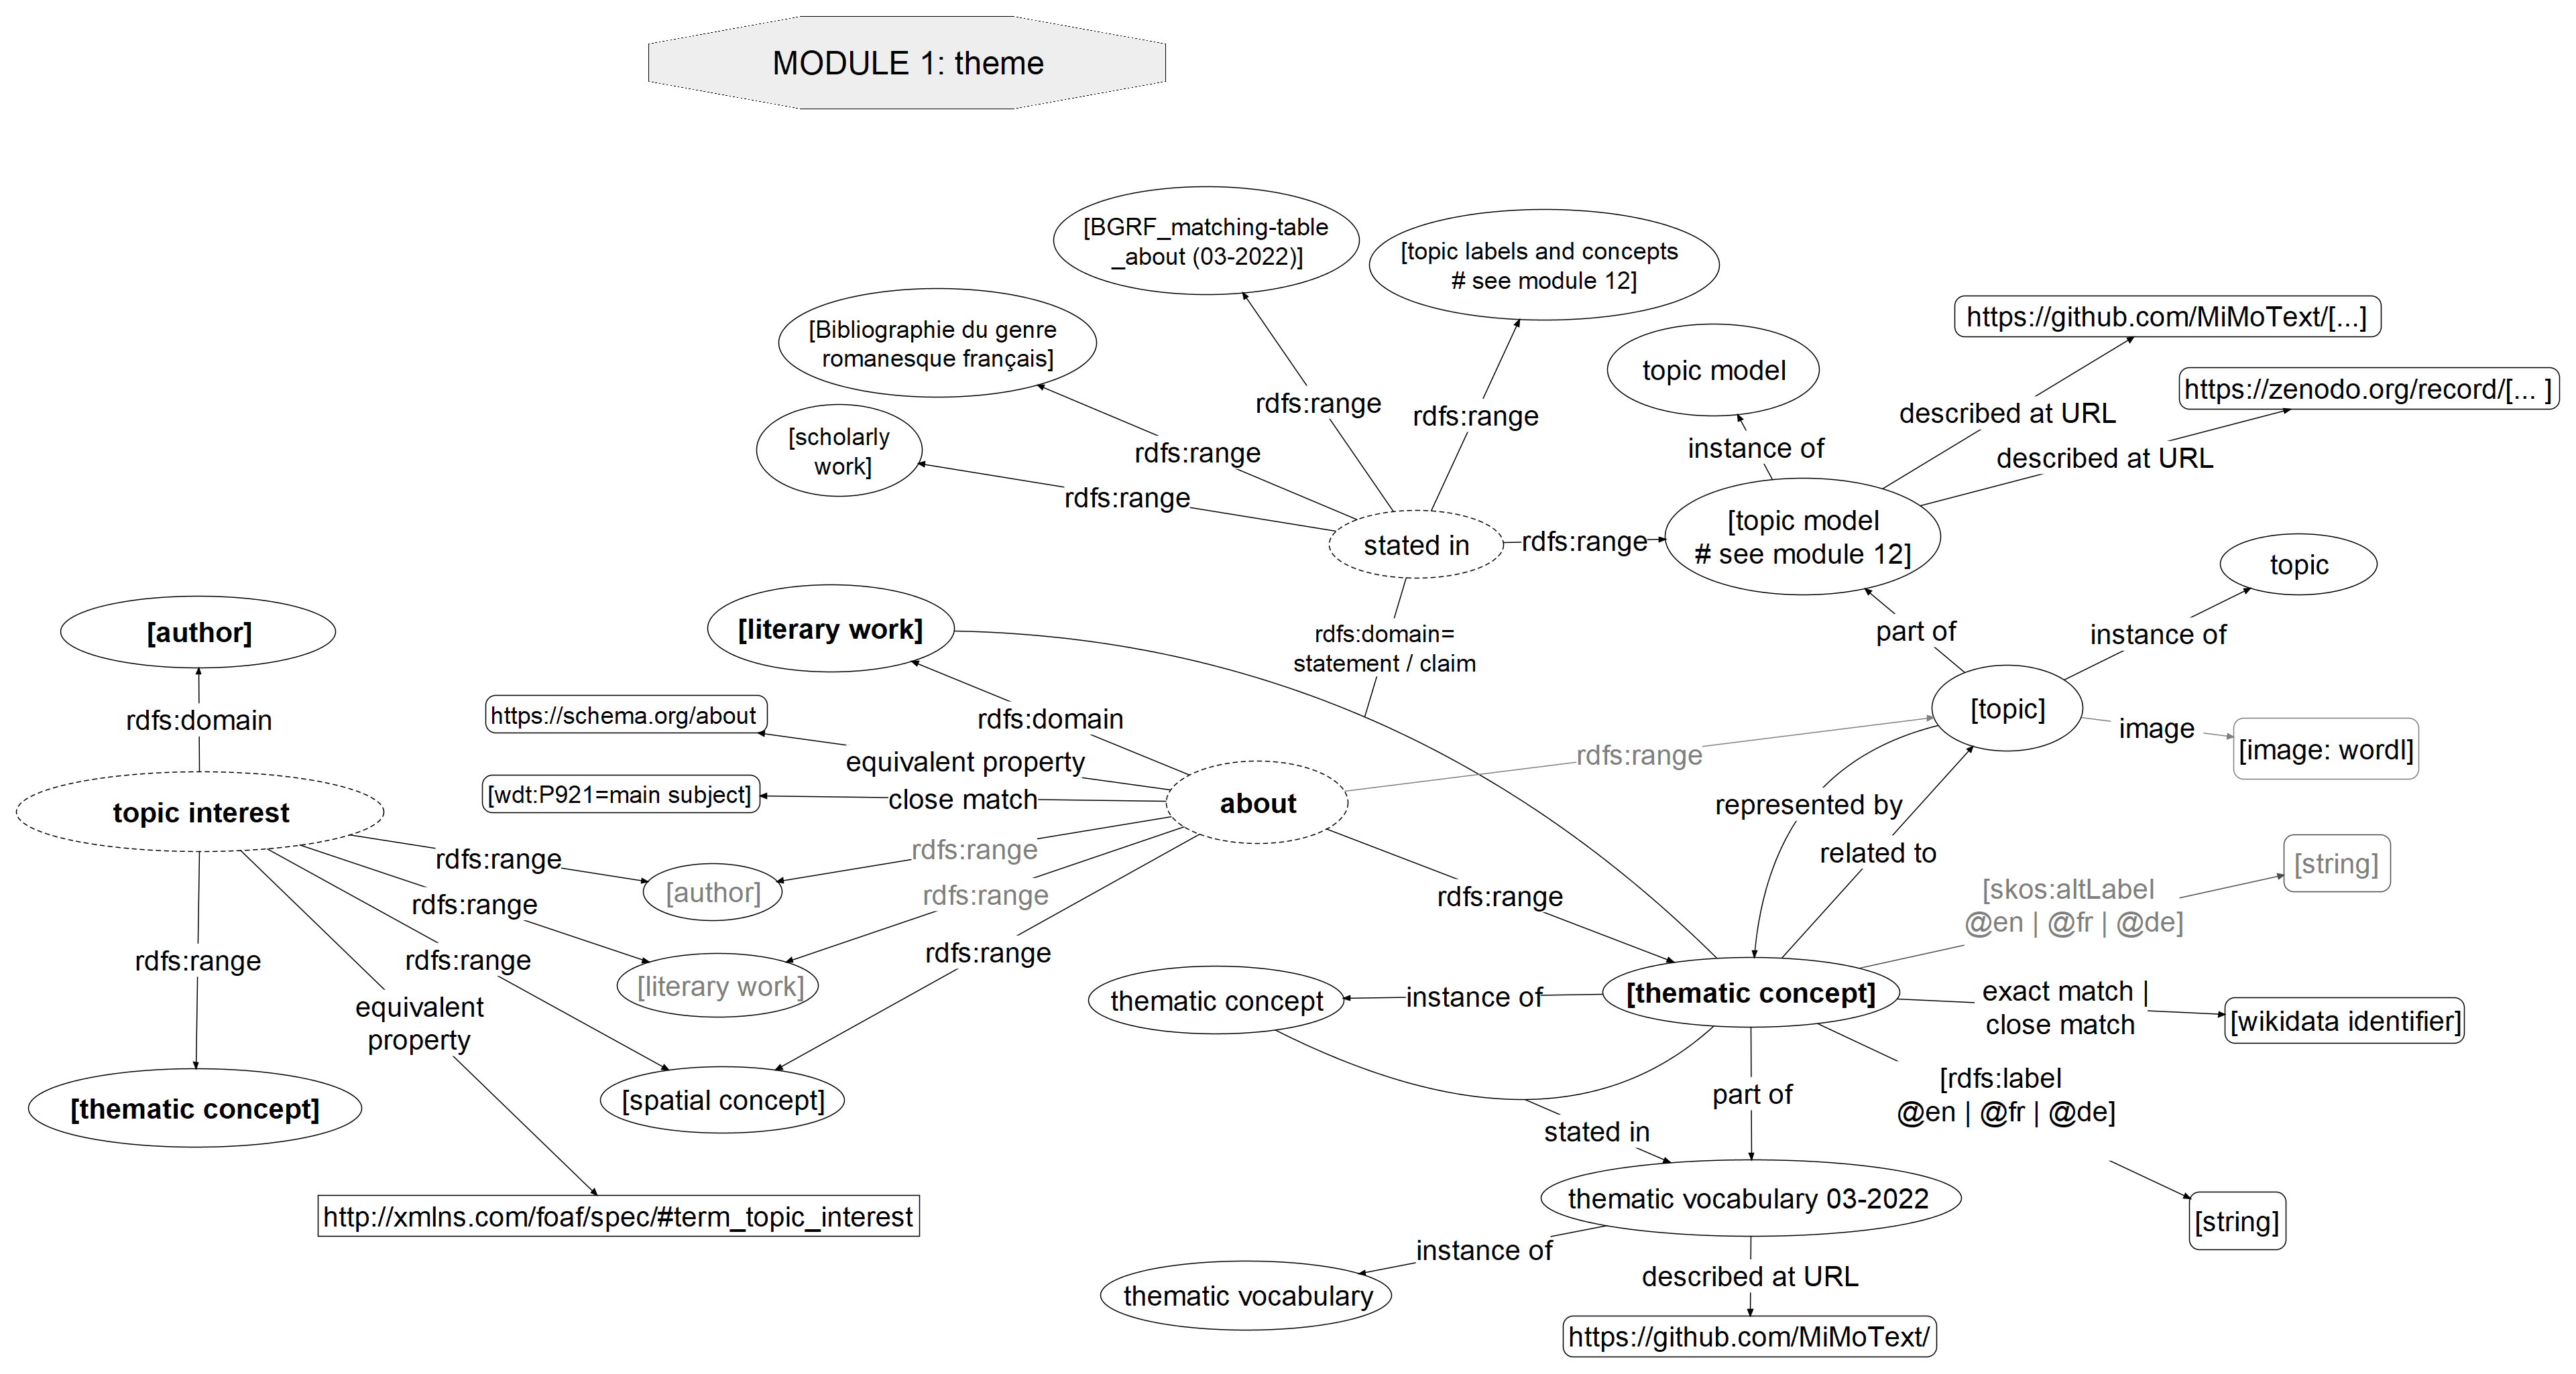 MODULE 1: theme
[BGRF_matching-table
_about (03-2022)]
[topic labels and concepts
# see module 12]
[Bibliographie du genre
romanesque français]
https://github.com/MiMoText/[...]
topic model
https://zenodo.org/record/[... ]
rdfs:range
rdfs:range
described at URL
[scholarly
work]
rdfs:range
instance of
described at URL
rdfs:range
stated in
rdfs:range
[topic model
# see module 12]
topic
[author]
[literary work]
rdfs:domain=
statement / claim
part of
instance of
rdfs:domain
https://schema.org/about
rdfs:domain
[topic]
image
[image: wordl]
equivalent property
rdfs:range
[wdt:P921=main subject]
close match
about
topic interest
represented by
related to
rdfs:range
rdfs:range
[author]
[string]
rdfs:range
rdfs:range
rdfs:range
[skos:altLabel
@en | @fr | @de]
rdfs:range
rdfs:range
rdfs:range
[literary work]
rdfs:range
equivalent
property
thematic concept
instance of
[thematic concept]
exact match |
close match
[wikidata identifier]
[thematic concept]
[spatial concept]
part of
[rdfs:label
@en | @fr | @de]
stated in
http://xmlns.com/foaf/spec/#term_topic_interest
thematic vocabulary 03-2022
[string]
instance of
described at URL
thematic vocabulary
https://github.com/MiMoText/